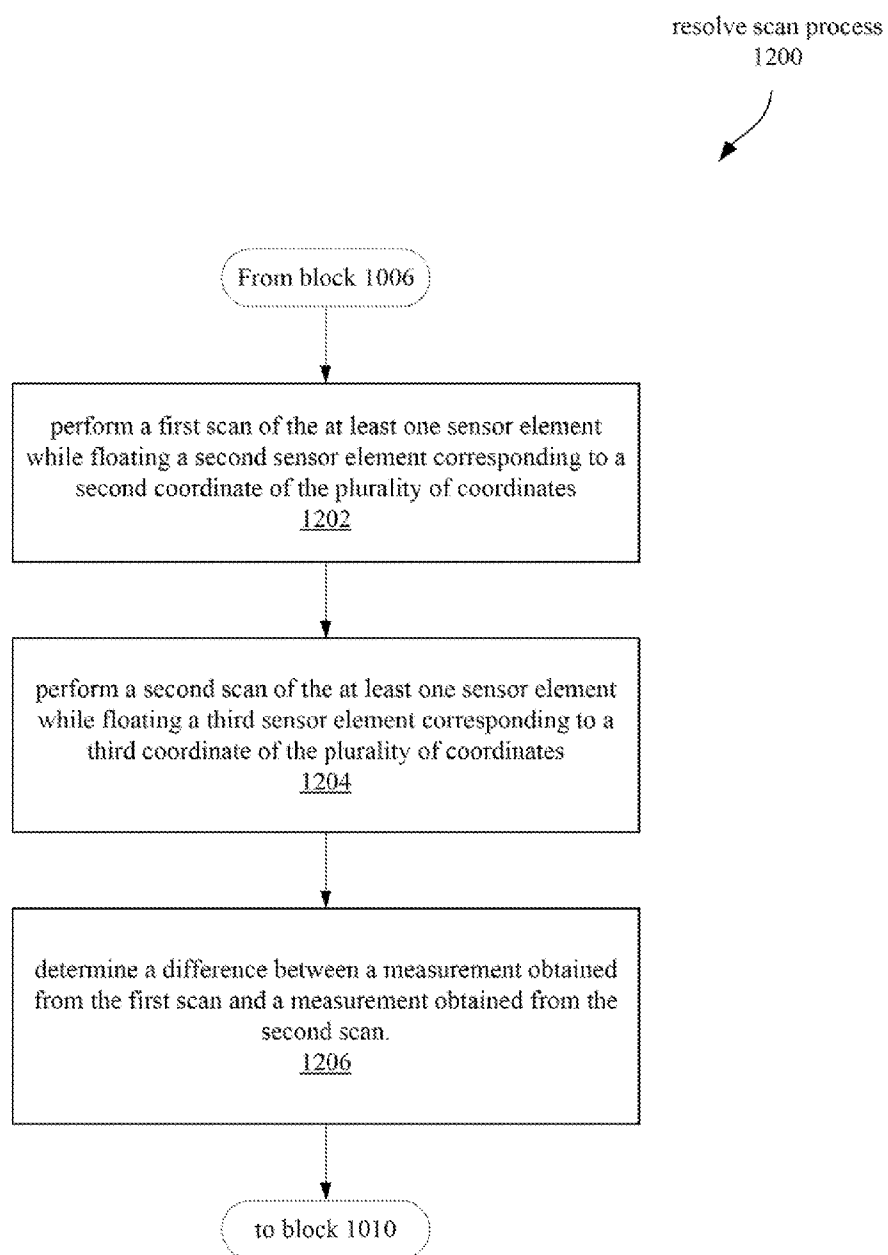 resolve scan process
1200
From block 1006
perform a first scan of the at least one sensor element
while floating a second sensor element corresponding to a
second coordinate of the plurality of coordinates
1202
perform a second scan of the at least one sensor element
while floating a third sensor element corresponding to a
third coordinate of the plurality of coordinates
1204
determine a difference between a measurement obtained
from the first scan and a measurement obtained from the
second scan.
1206
to block 1010